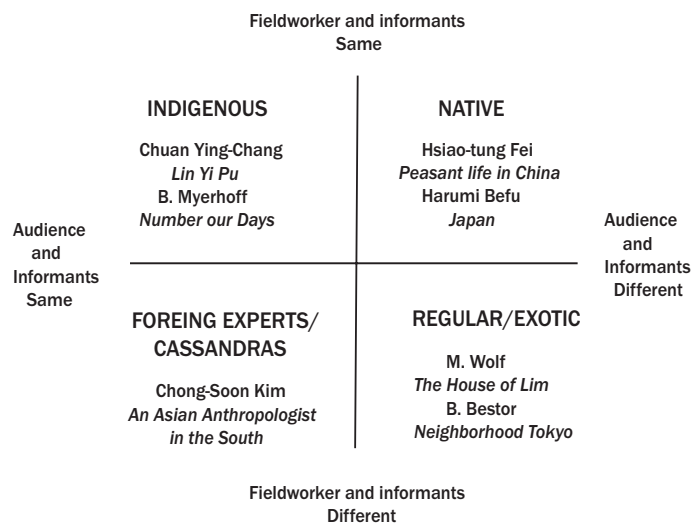 Fieldworker and informants
Same
INDIGENOUS
Chuan Ying-Chang
Lin Yi Pu
B. Myerhoff
Number our Days
NATIVE
Hsiao-tung Fei
Peasant life in China
Harumi Befu
Japan
Audience
and
Informants
Same
Audience
and
Informants
Different
FOREING EXPERTS/
CASSANDRAS
Chong-Soon Kim
An Asian Anthropologist
in the South
REGULAR/EXOTIC
M. Wolf
The House of Lim
B. Bestor
Neighborhood Tokyo
Fieldworker and informants
Different